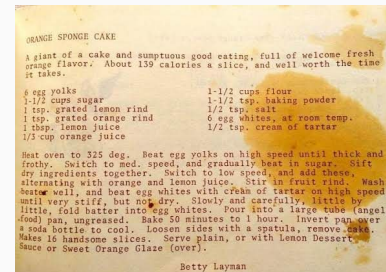 ORANGE SPONGE CAKE
A giant of a cake and sumptuous good eating, full of welcome fresh
orange flavor. About 139 calories a slice, and well worth the time
it takes.
6 egg yolks
1-1/2 cups sugar
1 tsp. grated lemon rind
1 tsp. grated orange rind
1 tbsp. lemon juice
1/3 cup orange juice
1-1/2 cups flour
1-1/2 tsp. baking powder
1/2 tsp. salt
6 egg whites, at room temp.
1/2 tsp. cream of tartar
Heat oven to 325 deg. Beat egg yolks on high speed until thick and
frothy. Switch to med. speed, and gradually beat in sugar. Sift
dry ingredients together. Switch to low speed, and add these,
alternating with orange and lemon juice. Stir in fruit rind. Wash
beater well, and beat egg whites with cream of tartar on high speed
until very stiff, but not dry. Slowly and carefully, little by
little, fold batter into egg whites. Pour into a large tube (angel
food) pan, ungreased. Bake 50 minutes to 1 hour. Invert pan over
a soda bottle to cool. Loosen sides with a spatula, remove cake.
Makes 16 handsome slices. Serve plain, or with Lemon Dessert
Sauce or Sweet Orange Glaze (over).
Betty Layman